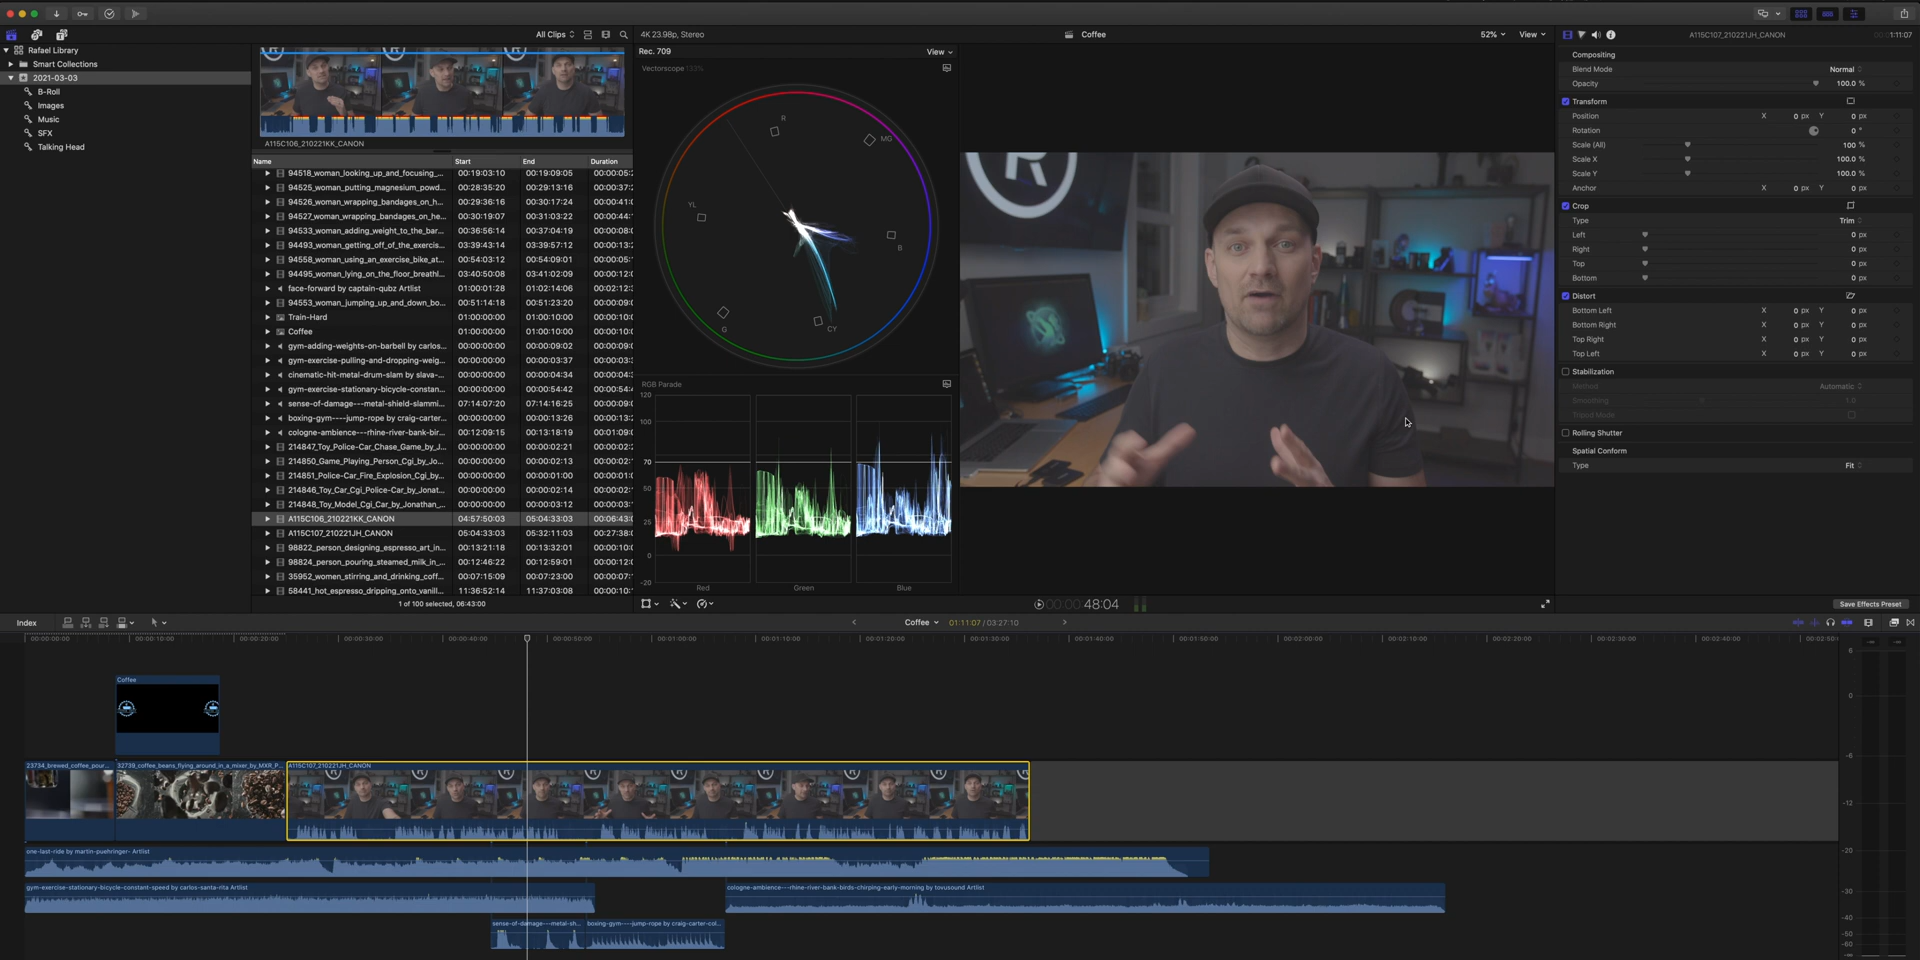 All Clips
4K 23.98p, Stereo
Coffee
52%
View
A115C107_210221JH_CANON
1:11:07
Rafael Library
Smart Collections
2021-03-03
B-Roll
Images
Music
SFX
Talking Head
A115C106_210221KK_CANON
Name Start End Duration
94518_woman_looking_up_and_focusing_... 00:19:03:10 00:19:09:05 00:00:05:
94525_woman_putting_magnesium_powd... 00:28:35:20 00:29:13:16 00:00:37:
94526_woman_wrapping_bandages_on_h... 00:29:36:16 00:30:17:24 00:00:41:
94527_woman_wrapping_bandages_on_he... 00:30:19:07 00:31:03:22 00:00:44:
94533_woman_adding_weight_to_the_bar... 00:36:56:14 00:37:04:19 00:00:08:
94493_woman_getting_off_of_the_exercis... 03:39:43:14 03:39:57:12 00:00:13:
94558_woman_using_an_exercise_bike_at... 00:54:03:12 00:54:09:01 00:00:05:
94495_woman_lying_on_the_floor_breathi... 03:40:50:08 03:41:02:09 00:00:12:
face-forward by captain-qubz Artlist 01:00:01:28 01:02:14:06 00:02:12:
94553_woman_jumping_up_and_down_bo... 00:51:14:18 00:51:23:20 00:00:09:
Train-Hard 01:00:00:00 01:00:10:00 00:00:10:
Coffee 01:00:00:00 01:00:10:00 00:00:10:
gym-adding-weights-on-barbell by carlos... 00:00:00:00 00:00:09:02 00:00:09:
gym-exercise-pulling-and-dropping-weig... 00:00:00:00 00:00:03:37 00:00:03:
cinematic-hit-metal-drum-slam by slava-... 00:00:00:00 00:00:04:34 00:00:04:
gym-exercise-stationary-bicycle-constan... 00:00:00:00 00:00:54:42 00:00:54:
sense-of-damage---metal-shield-slammi... 07:14:07:20 07:14:16:25 00:00:09:
boxing-gym----jump-rope by craig-carter... 00:00:00:00 00:00:13:26 00:00:13:
cologne-ambience---rhine-river-bank-bir... 00:12:09:15 00:13:18:19 00:01:09:
214847_Toy_Police-Car_Chase_Game_by_J... 00:00:00:00 00:00:02:21 00:00:02:
214850_Game_Playing_Person_Cgi_by_Jo... 00:00:00:00 00:00:02:13 00:00:02:
214851_Police-Car_Fire_Explosion_Cgi_by... 00:00:00:00 00:00:01:00 00:00:01:
214846_Toy_Car_Cgi_Police-Car_by_Jonat... 00:00:00:00 00:00:02:14 00:00:02:
214848_Toy_Model_Cgi_Car_by_Jonathan_... 00:00:00:00 00:00:03:12 00:00:03:
A115C106_210221KK_CANON 04:57:50:03 05:04:33:03 00:06:43:
A115C107_210221JH_CANON 05:04:33:03 05:32:11:03 00:27:38:
98822_person_designing_espresso_art_in... 00:13:21:18 00:13:32:01 00:00:10:
98824_person_pouring_steamed_milk_in_... 00:12:46:22 00:12:59:01 00:00:12:
35952_women_stirring_and_drinking_coff... 00:07:15:09 00:07:23:00 00:00:07:
58441_hot_espresso_dripping_onto_vanill... 11:36:52:14 11:37:03:08 00:00:10:
1 of 100 selected, 06:43:00
Rec. 709
View
Vectorscope 133%
R
MG
YL
B
G
CY
RGB Parade
120
100
70
50
25
0
-20
Red Green Blue
R
48:04
Compositing
Blend Mode Normal
Opacity 100.0 %
Transform
Position X 0 px Y 0 px
Rotation 0 °
Scale (All) 100 %
Scale X 100.0 %
Scale Y 100.0 %
Anchor X 0 px Y 0 px
Crop
Type Trim
Left 0 px
Right 0 px
Top 0 px
Bottom 0 px
Distort
Bottom Left X 0 px Y 0 px
Bottom Right X 0 px Y 0 px
Top Right X 0 px Y 0 px
Top Left X 0 px Y 0 px
Stabilization
Method Automatic
Smoothing 1.0
Tripod Mode
Rolling Shutter
Spatial Conform
Type Fit
Save Effects Preset
Index
Coffee 01:11:07 / 03:27:10
00:00:00:00 00:00:10:00 00:00:20:00 00:00:30:00 00:00:40:00 00:00:50:00 00:01:00:00 00:01:10:00 00:01:20:00 00:01:30:00 00:01:40:00 00:01:50:00 00:02:00:00 00:02:10:00 00:02:20:00 00:02:30:00 00:02:40:00 00:02:50:
Coffee
23734_brewed_coffee_pour... 32739_coffee_beans_flying_around_in_a_mixer_by_MXR_P... A115C107_210221JH_CANON
one-last-ride by martin-puehringer- Artlist
gym-exercise-stationary-bicycle-constant-speed by carlos-santa-rita Artlist
cologne-ambience---rhine-river-bank-birds-chirping-early-morning by tovusound Artlist
sense-of-damage---metal-sh... boxing-gym----jump-rope by craig-carter-col...
6
0
-6
-12
-20
-30
-40
-50
-60